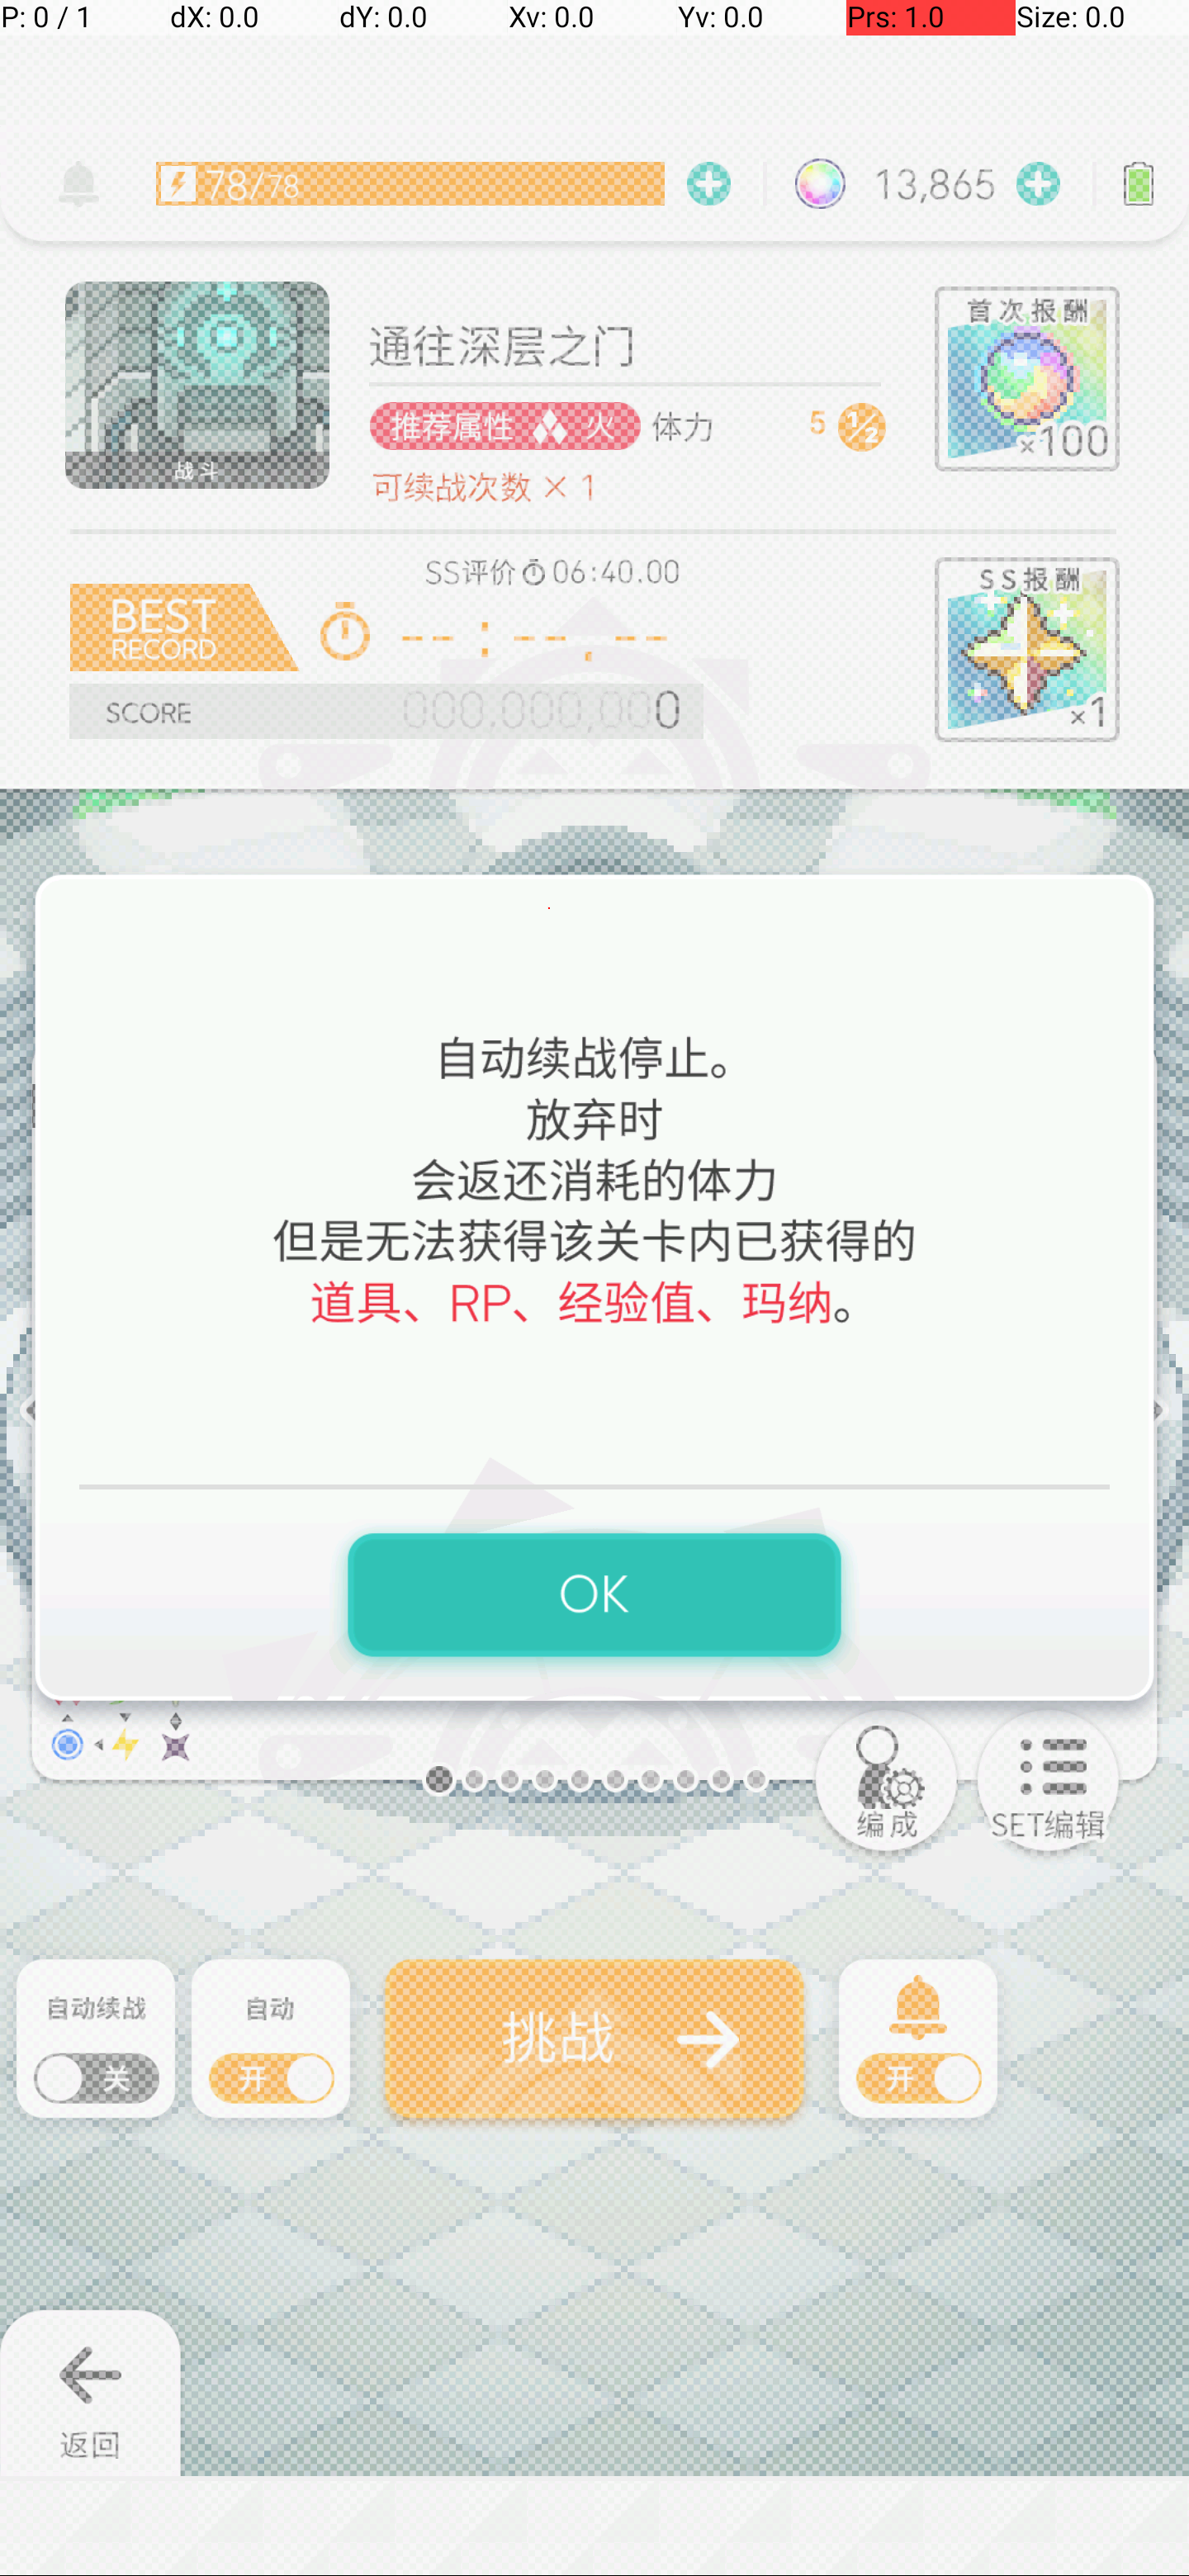 P: 0 / 1 dX: 0.0 dY: 0.0 Xv: 0.0 Yv: 0.0 Prs: 1.0 Size: 0.0
78/78 13,865
首次报酬
通往深层之门
推荐属性 火 体力 5 1/2
×100
战斗
可续战次数 × 1
SS评价 06:40.00
SS报酬
BEST
RECORD
-- : -- . --
SCORE 000,000,000
×1
自动续战停止。
放弃时
会返还消耗的体力
但是无法获得该关卡内已获得的
道具、RP、经验值、玛纳。
OK
编成 SET编辑
自动续战 自动
挑战
关 开 开
返回